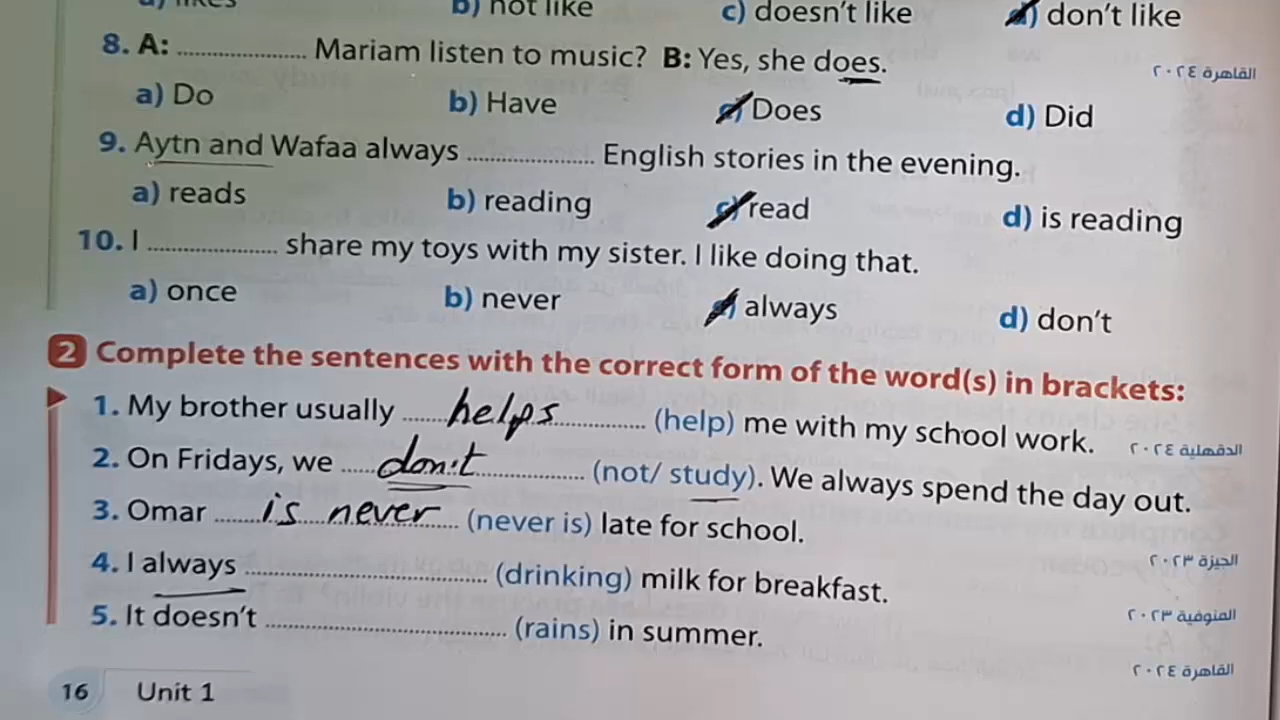 b) not like c) doesn't like d) don't like
8. A: ..................... Mariam listen to music? B: Yes, she does. القاهرة ٢٠٢٤
a) Do b) Have c) Does d) Did
9. Aytn and Wafaa always ..................... English stories in the evening.
a) reads b) reading c) read d) is reading
10. I ..................... share my toys with my sister. I like doing that.
a) once b) never c) always d) don't
2 Complete the sentences with the correct form of the word(s) in brackets:
1. My brother usually ....... helps ............... (help) me with my school work. الدقهلية ٢٠٢٤
2. On Fridays, we ..... don't ................. (not/ study). We always spend the day out.
3. Omar ....... is never .... (never is) late for school. الجيزة ٢٠٢٣
4. I always ........................................ (drinking) milk for breakfast. المنوفية ٢٠٢٣
5. It doesn't ........................................ (rains) in summer. القاهرة ٢٠٢٤
16 Unit 1